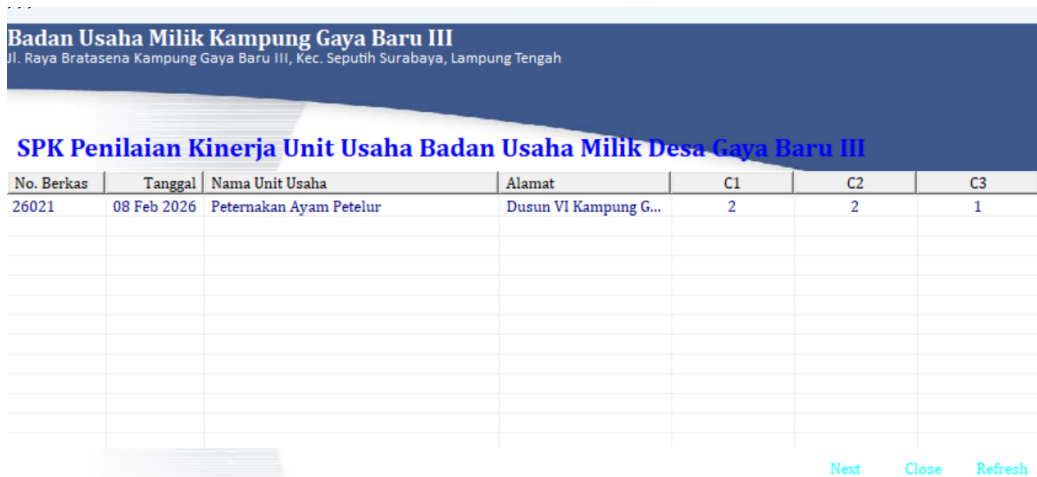 Badan Usaha Milik Kampung Gaya Baru III
Jl. Raya Bratasena Kampung Gaya Baru III, Kec. Seputih Surabaya, Lampung Tengah
SPK Penilaian Kinerja Unit Usaha Badan Usaha Milik Desa Gaya Baru III
No. Berkas Tanggal Nama Unit Usaha Alamat C1 C2 C3
26021 08 Feb 2026 Peternakan Ayam Petelur Dusun VI Kampung G... 2 2 1
Next Close Refresh